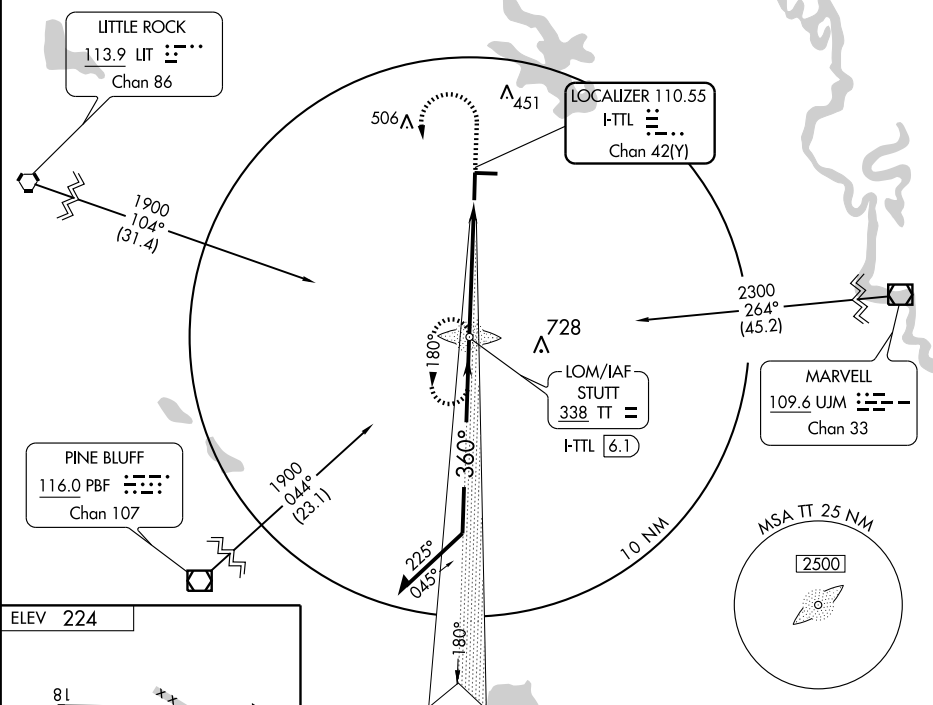 LITTLE ROCK
113.9 LIT
Chan 86
506
451
LOCALIZER 110.55
I-TTL
Chan 42(Y)
1900
104°
(31.4)
2300
264°
(45.2)
728
180°
LOM/IAF
STUTT
338 TT
I-TTL 6.1
MARVELL
109.6 UJM
Chan 33
PINE BLUFF
116.0 PBF
Chan 107
1900
044°
(23.1)
360°
225°
045°
10 NM
MSA TT 25 NM
2500
180°
ELEV 224
18